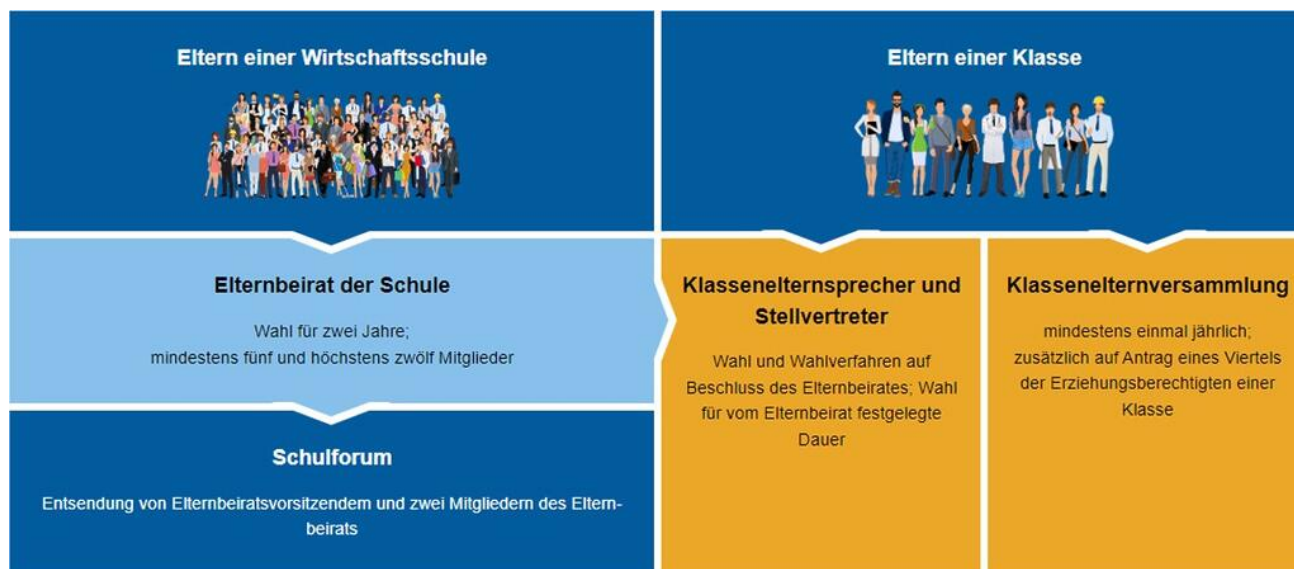 Eltern einer Wirtschaftsschule
Elternbeirat der Schule
Wahl für zwei Jahre;
mindestens fünf und höchstens zwölf Mitglieder
Schulforum
Entsendung von Elternbeiratsvorsitzendem und zwei Mitgliedern des Eltern-
beirats
Eltern einer Klasse
Klassenelternsprecher und
Stellvertreter
Wahl und Wahlverfahren auf
Beschluss des Elternbeirates; Wahl
für vom Elternbeirat festgelegte
Dauer
Klassenelternversammlung
mindestens einmal jährlich;
zusätzlich auf Antrag eines Viertels
der Erziehungsberechtigten einer
Klasse